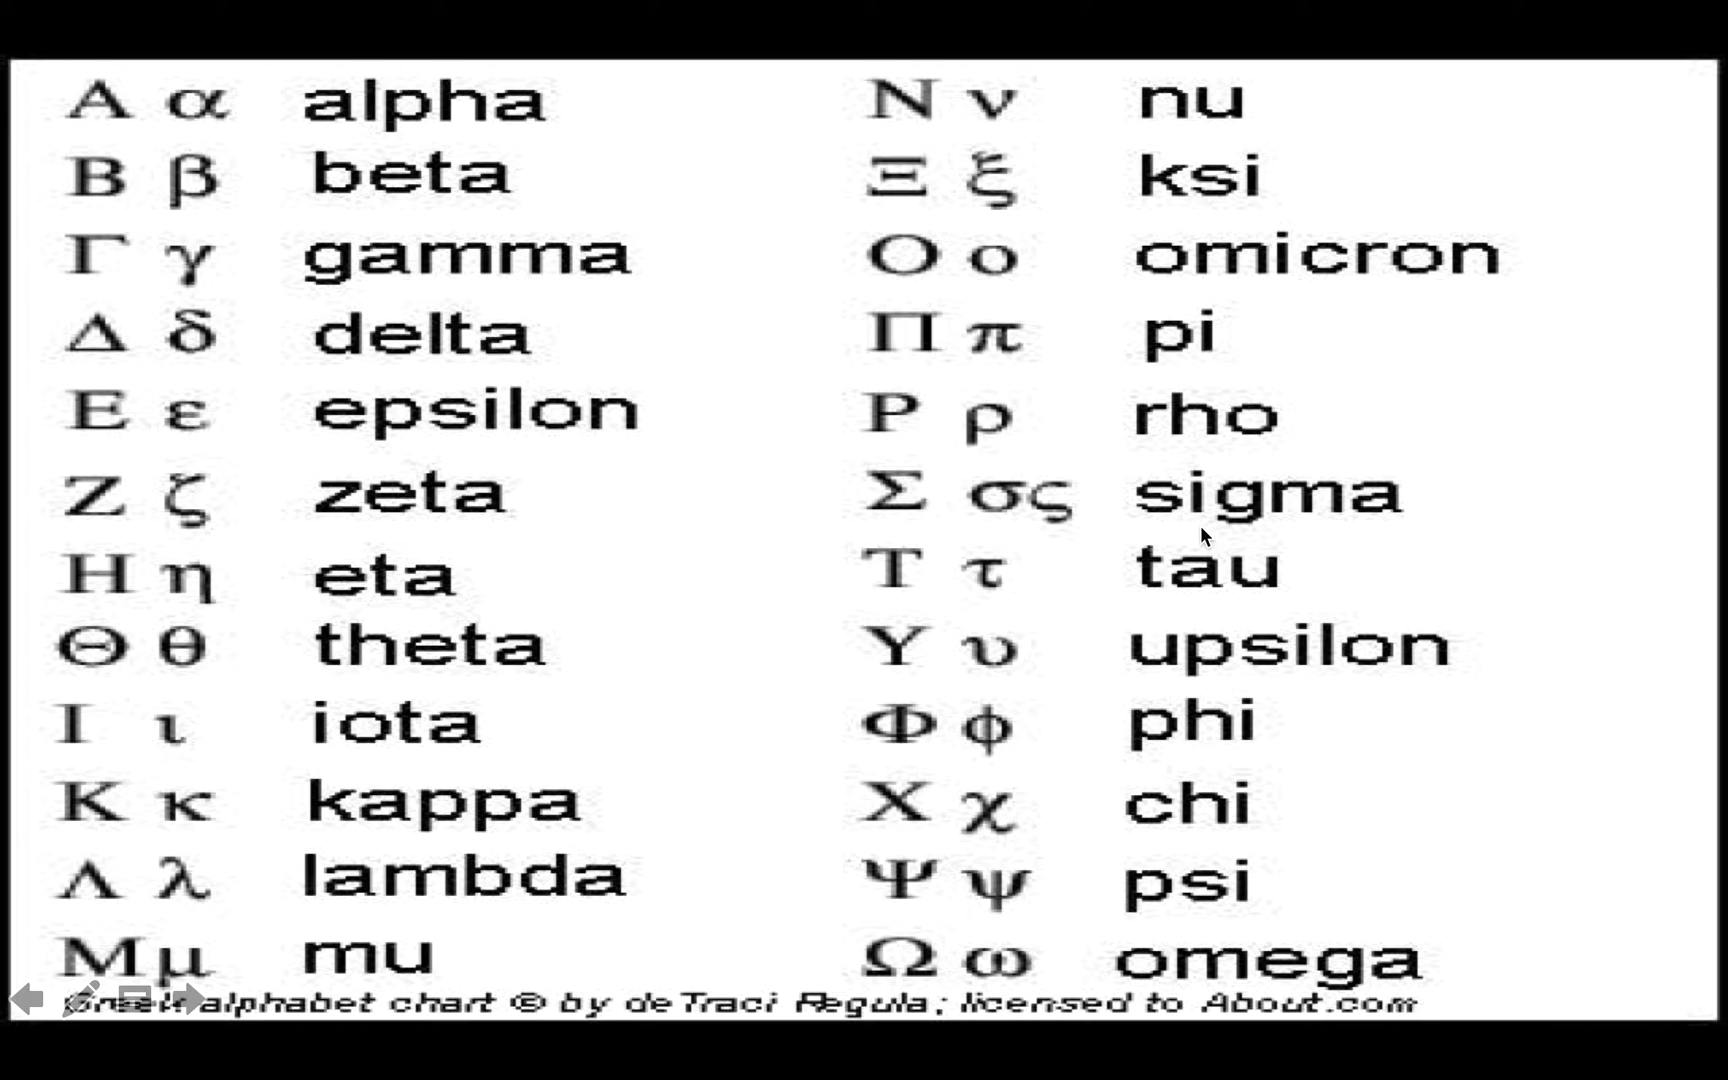 Α α alpha
Β β beta
Γ γ gamma
Δ δ delta
Ε ε epsilon
Ζ ζ zeta
Η η eta
Θ θ theta
Ι ι iota
Κ κ kappa
Λ λ lambda
Μ μ mu
Ν ν nu
Ξ ξ ksi
Ο ο omicron
Π π pi
Ρ ρ rho
Σ σς sigma
Τ τ tau
Υ υ upsilon
Φ ϕ phi
Χ χ chi
Ψ ψ psi
Ω ω omega
Greek alphabet chart © by deTraci Regula; licensed to About.com